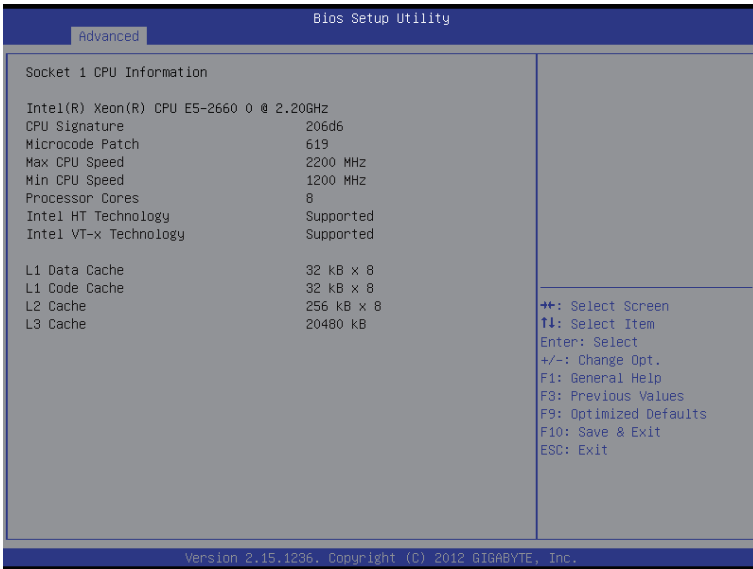 Bios Setup Utility
Advanced
Socket 1 CPU Information
Intel(R) Xeon(R) CPU E5-2660 0 @ 2.20GHz
CPU Signature 206d6
Microcode Patch 619
Max CPU Speed 2200 MHz
Min CPU Speed 1200 MHz
Processor Cores 8
Intel HT Technology Supported
Intel VT-x Technology Supported
L1 Data Cache 32 kB x 8
L1 Code Cache 32 kB x 8
L2 Cache 256 kB x 8
L3 Cache 20480 kB
→←: Select Screen
↑↓: Select Item
Enter: Select
+/-: Change Opt.
F1: General Help
F3: Previous Values
F9: Optimized Defaults
F10: Save & Exit
ESC: Exit
Version 2.15.1236. Copyright (C) 2012 GIGABYTE, Inc.